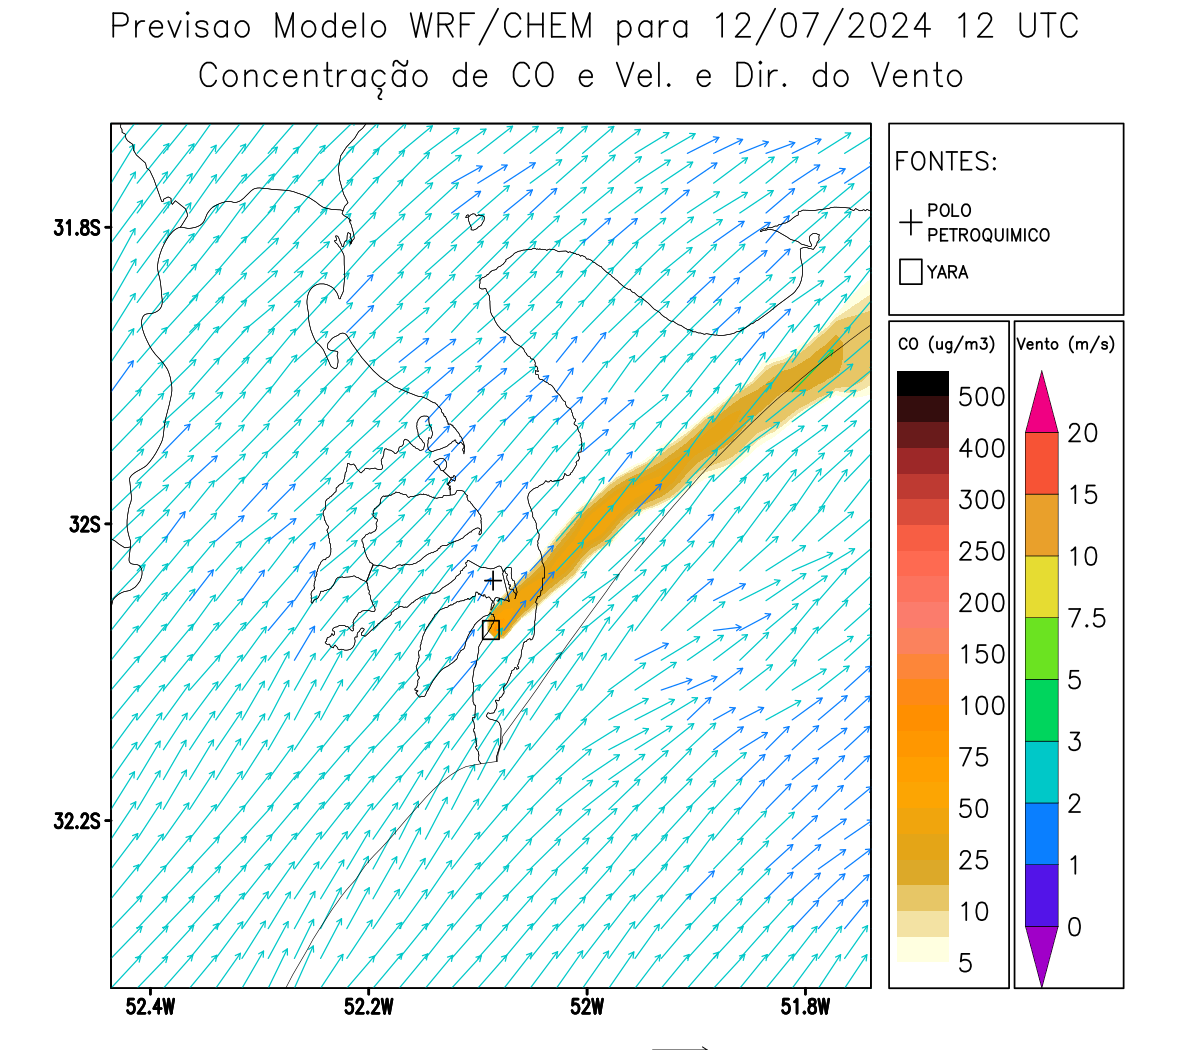 Previsao Modelo WRF/CHEM para 12/07/2024 12 UTC
Concentração de CO e Vel. e Dir. do Vento
FONTES:
POLO
PETROQUIMICO
YARA
CO (ug/m3)
500
400
300
250
200
150
100
75
50
25
10
5
Vento (m/s)
20
15
10
7.5
5
3
2
1
0
31.8S
32S
32.2S
52.4W
52.2W
52W
51.8W